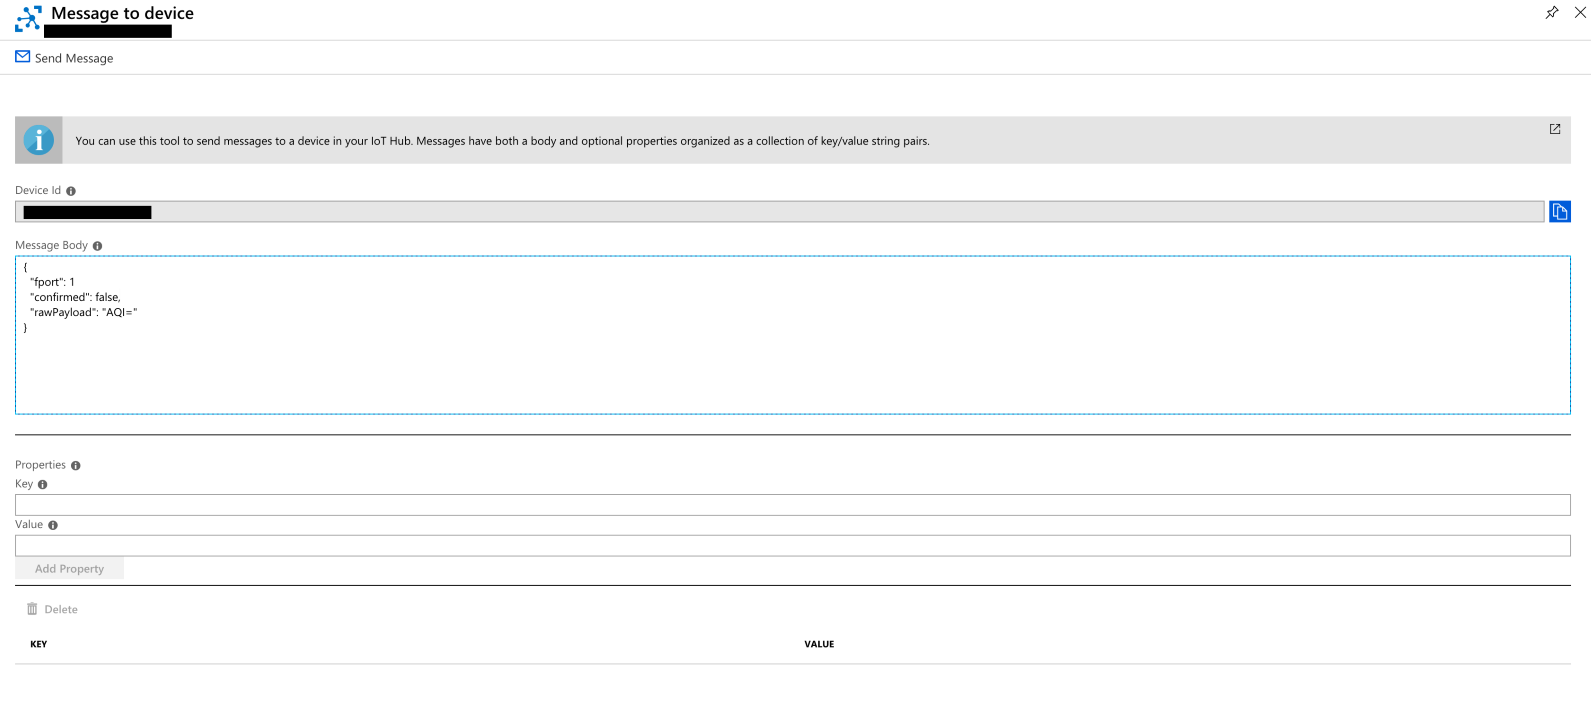 Message to device
Send Message
You can use this tool to send messages to a device in your IoT Hub. Messages have both a body and optional properties organized as a collection of key/value string pairs.
Device Id
Message Body
{
"fport": 1
"confirmed": false,
"rawPayload": "AQI="
}
Properties
Key
Value
Add Property
Delete
KEY VALUE